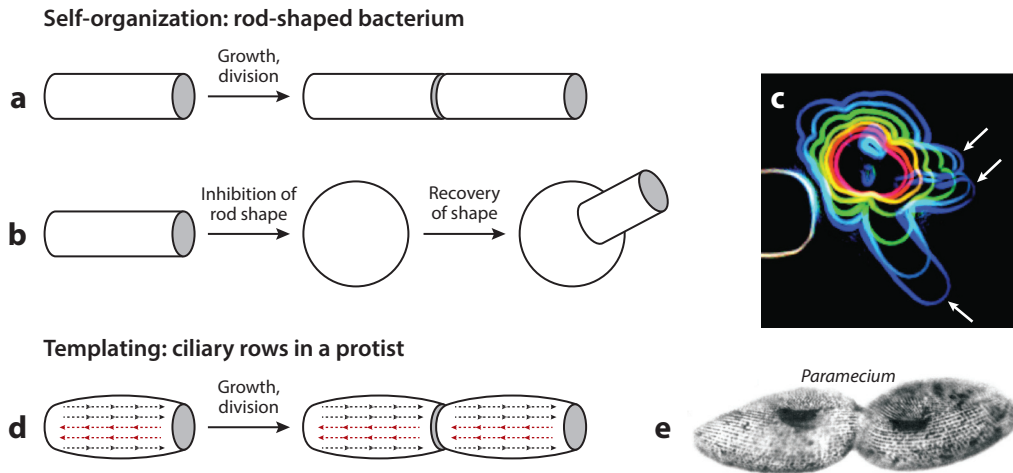 Self-organization: rod-shaped bacterium
a
Growth,
division
b
Inhibition of
rod shape
Recovery
of shape
c
Templating: ciliary rows in a protist
d
Growth,
division
e
Paramecium